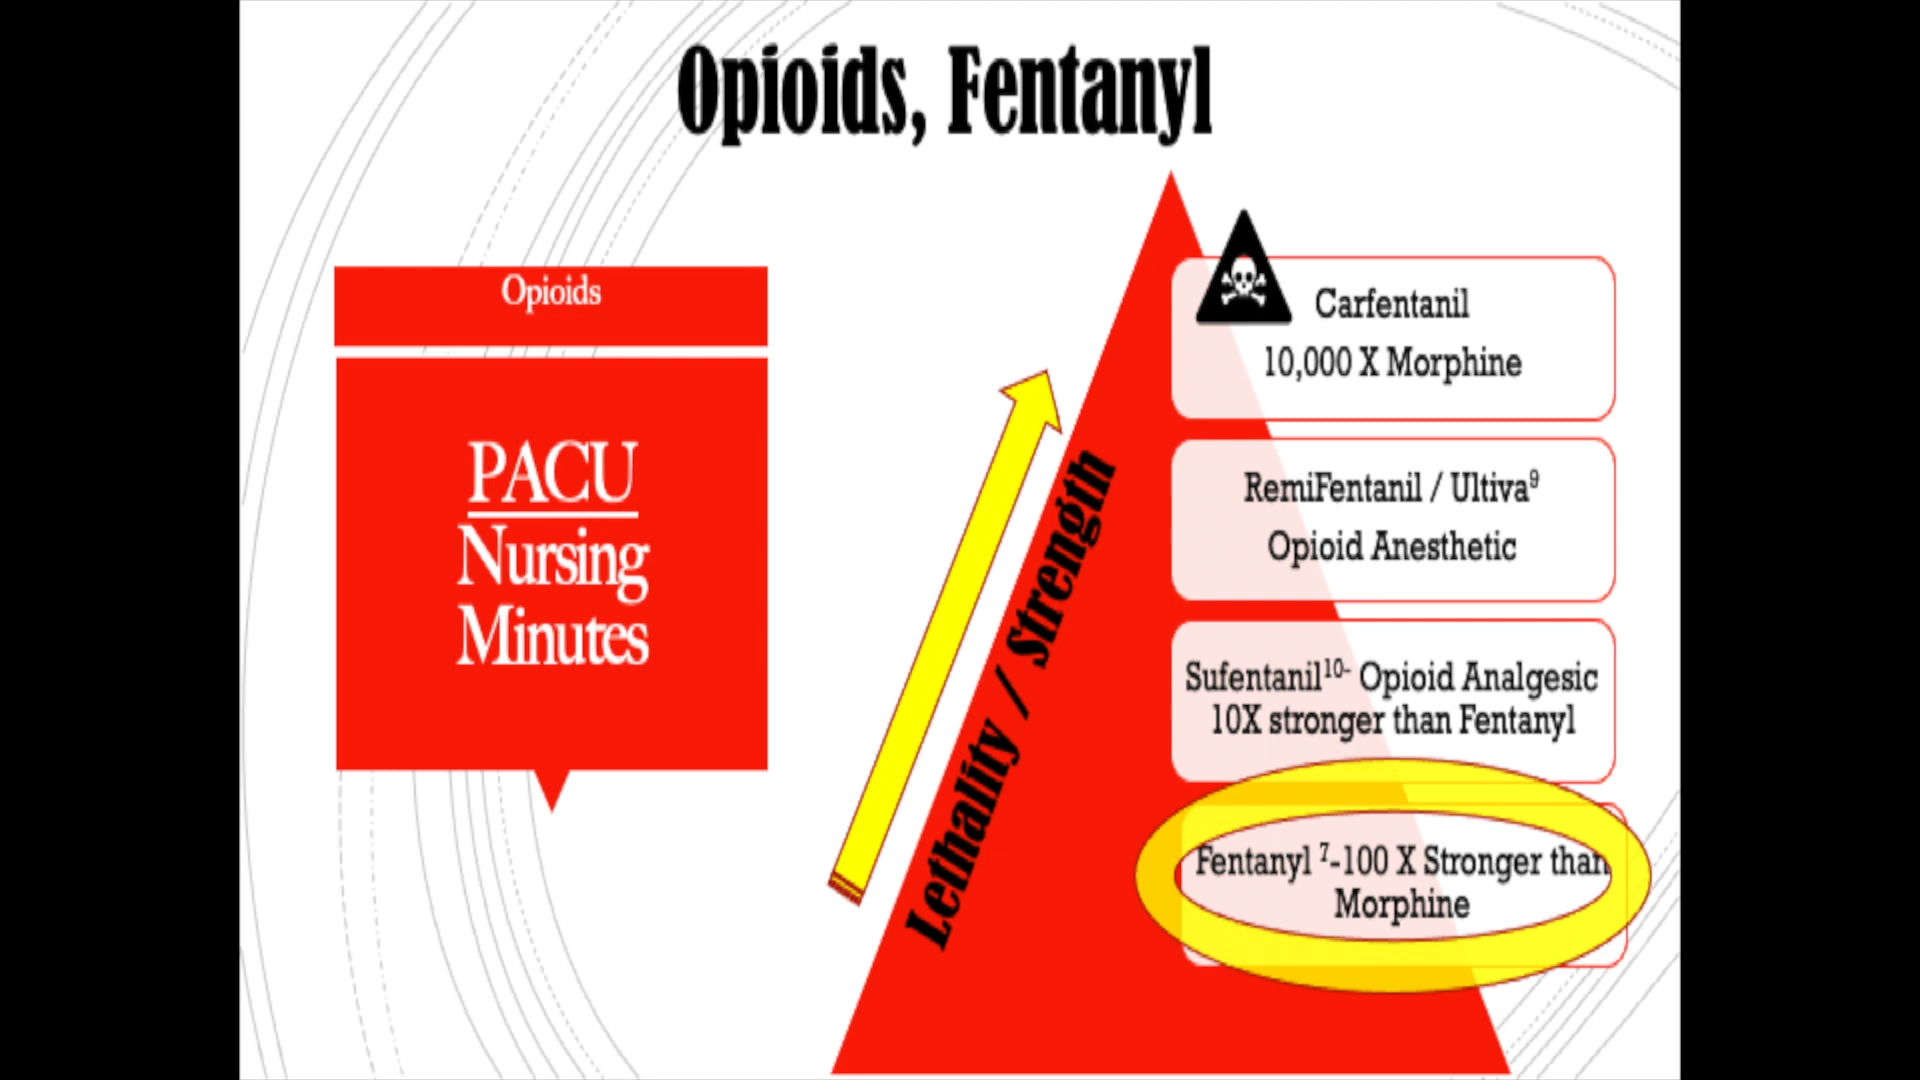 Opioids, Fentanyl
Opioids
PACU
Nursing
Minutes
Lethality / Strength
Carfentanil
10,000 X Morphine
RemiFentanil / Ultiva⁹
Opioid Anesthetic
Sufentanil¹⁰⁻ Opioid Analgesic
10X stronger than Fentanyl
Fentanyl ⁷-100 X Stronger than
Morphine